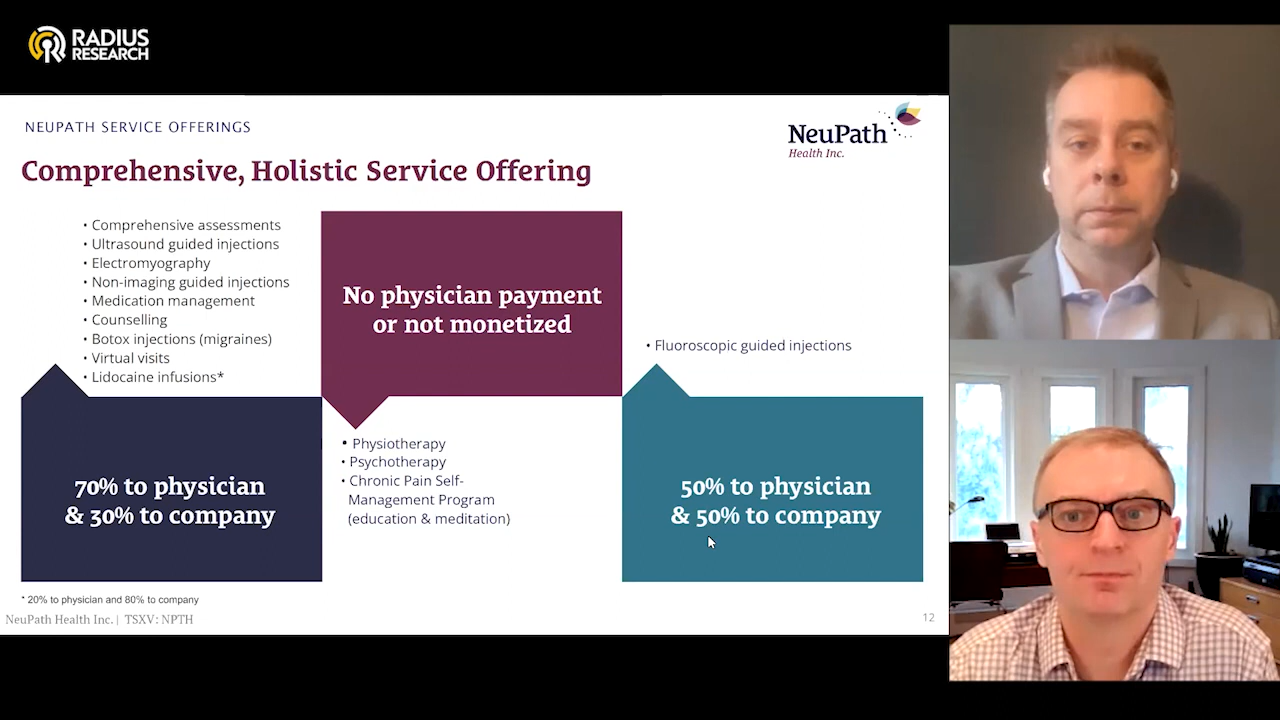 RADIUS
RESEARCH
NEUPATH SERVICE OFFERINGS
NeuPath
Health Inc.
Comprehensive, Holistic Service Offering
• Comprehensive assessments
• Ultrasound guided injections
• Electromyography
• Non-imaging guided injections
• Medication management
• Counselling
• Botox injections (migraines)
• Virtual visits
• Lidocaine infusions*
70% to physician
& 30% to company
No physician payment
or not monetized
• Physiotherapy
• Psychotherapy
• Chronic Pain Self-
Management Program
(education & meditation)
• Fluoroscopic guided injections
50% to physician
& 50% to company
* 20% to physician and 80% to company
NeuPath Health Inc. | TSXV: NPTH
12